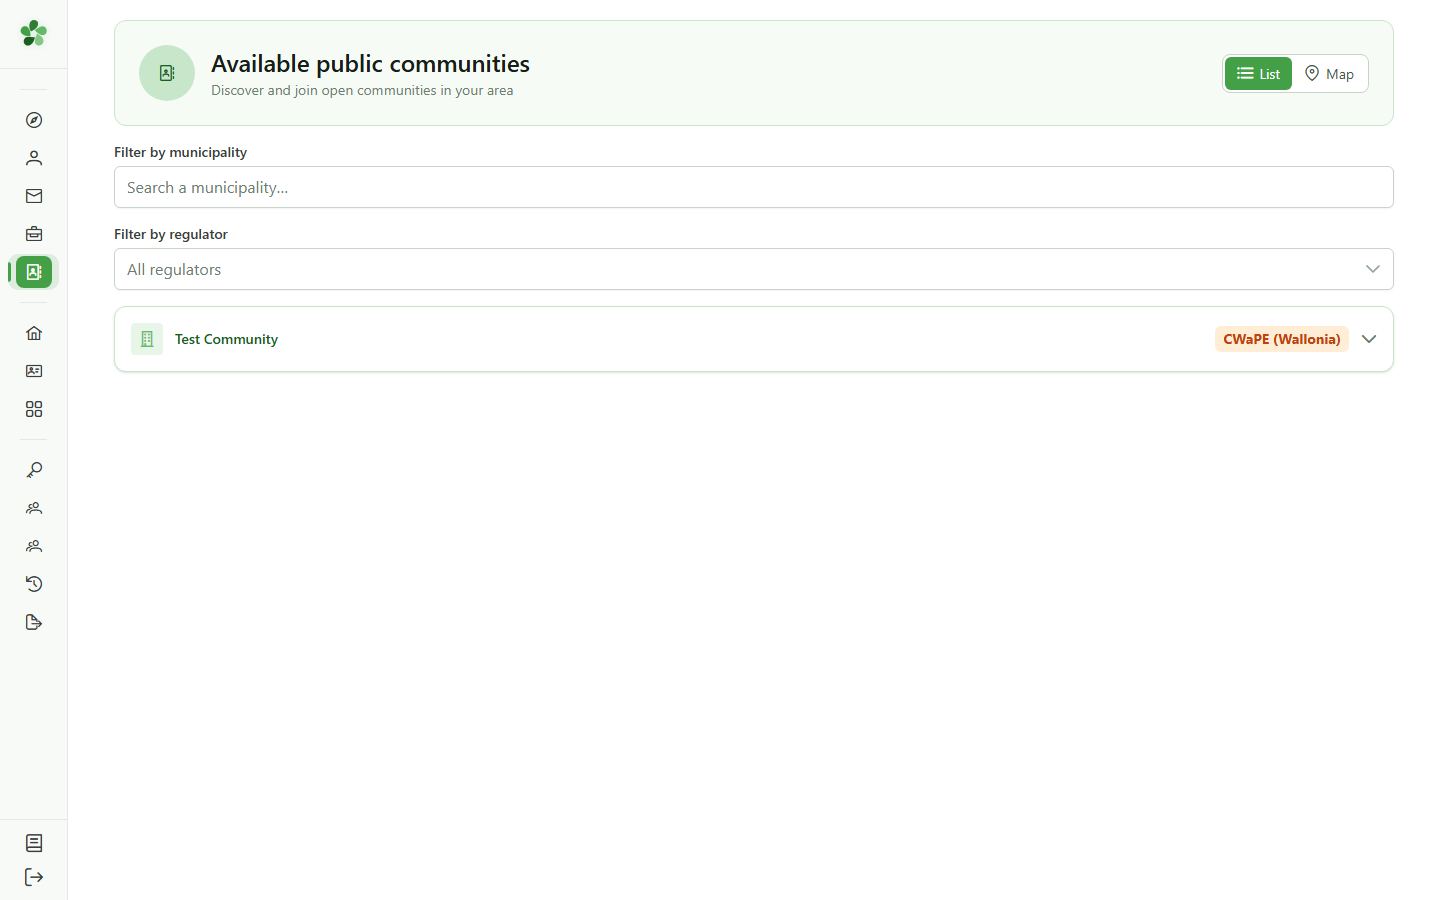 Available public communities
Discover and join open communities in your area
List
Map
Filter by municipality
Search a municipality...
Filter by regulator
All regulators
Test Community
CWaPE (Wallonia)